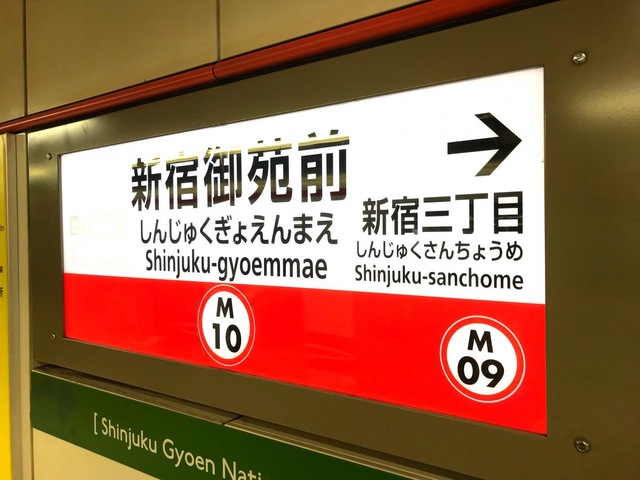 新宿御苑前
しんじゅくぎょえんまえ
Shinjuku-gyoemmae
→
新宿三丁目
しんじゅくさんちょうめ
Shinjuku-sanchome
M
10
M
09
[ Shinjuku Gyoen Nati